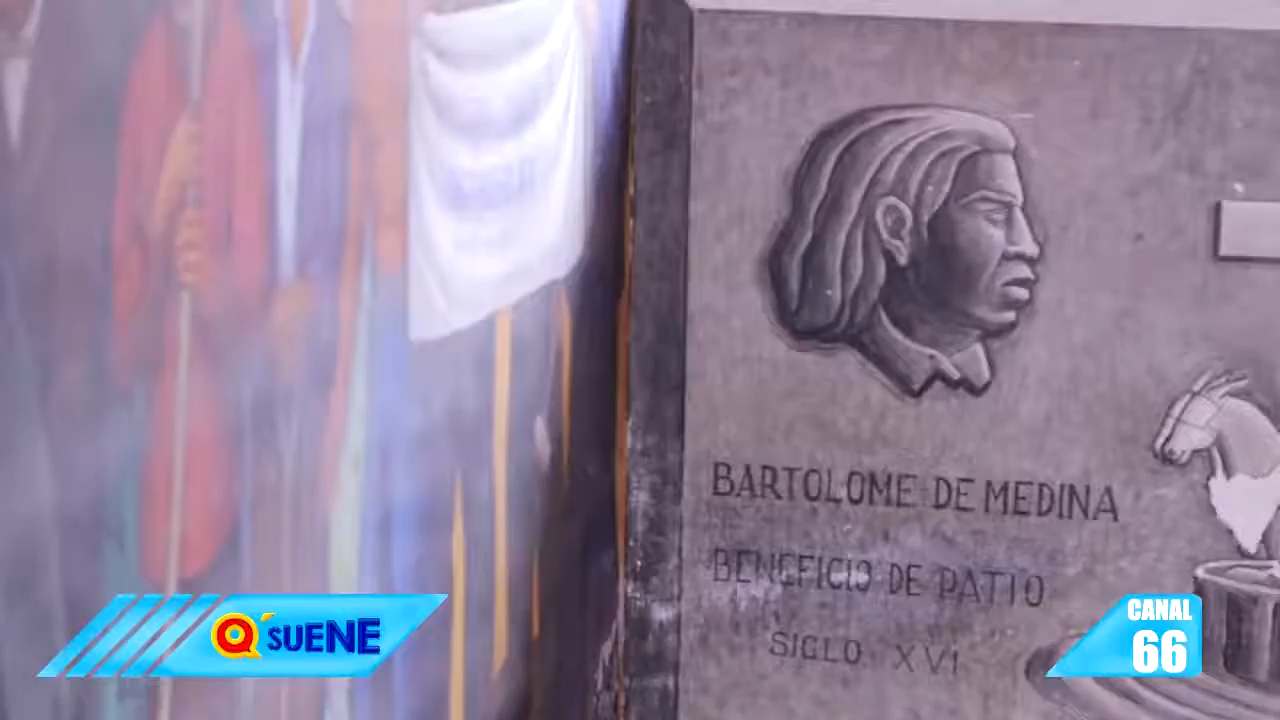 BARTOLOME DE MEDINA
BENEFICIO DE PATIO
SIGLO XVI
Q'SUENE
CANAL
66